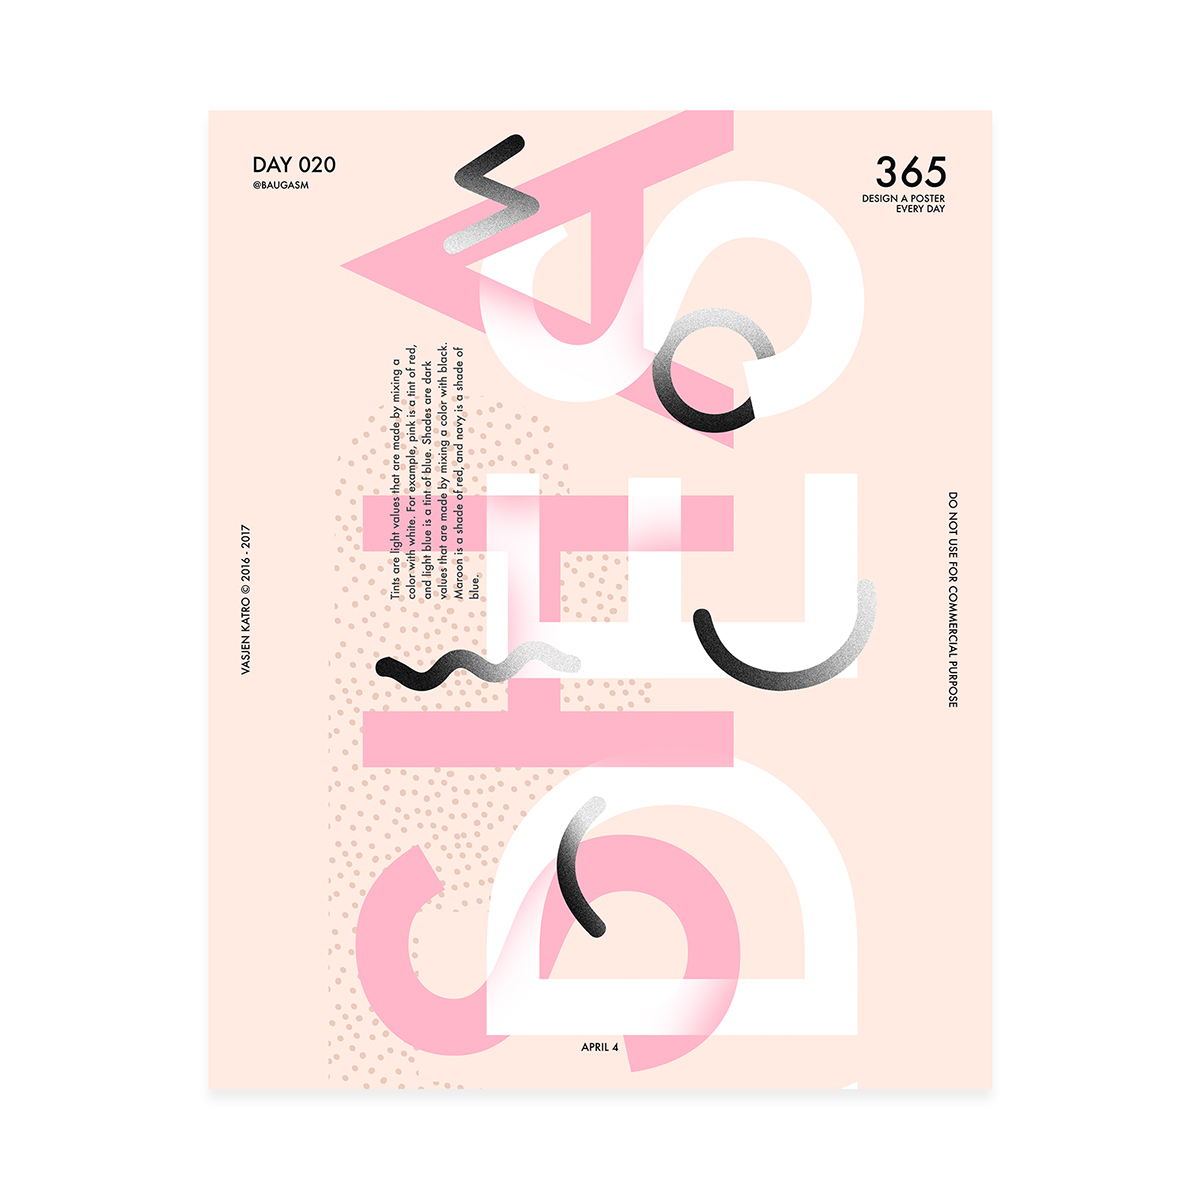 DAY 020
@BAUGASM
365
DESIGN A POSTER
EVERY DAY
SHA
DES
Tints are light values that are made by mixing a
color with white. For example, pink is a tint of red,
and light blue is a tint of blue. Shades are dark
values that are made by mixing a color with black.
Maroon is a shade of red, and navy is a shade of
blue.
VASJEN KATRO © 2016 - 2017
DO NOT USE FOR COMMERCIAL PURPOSE
APRIL 4